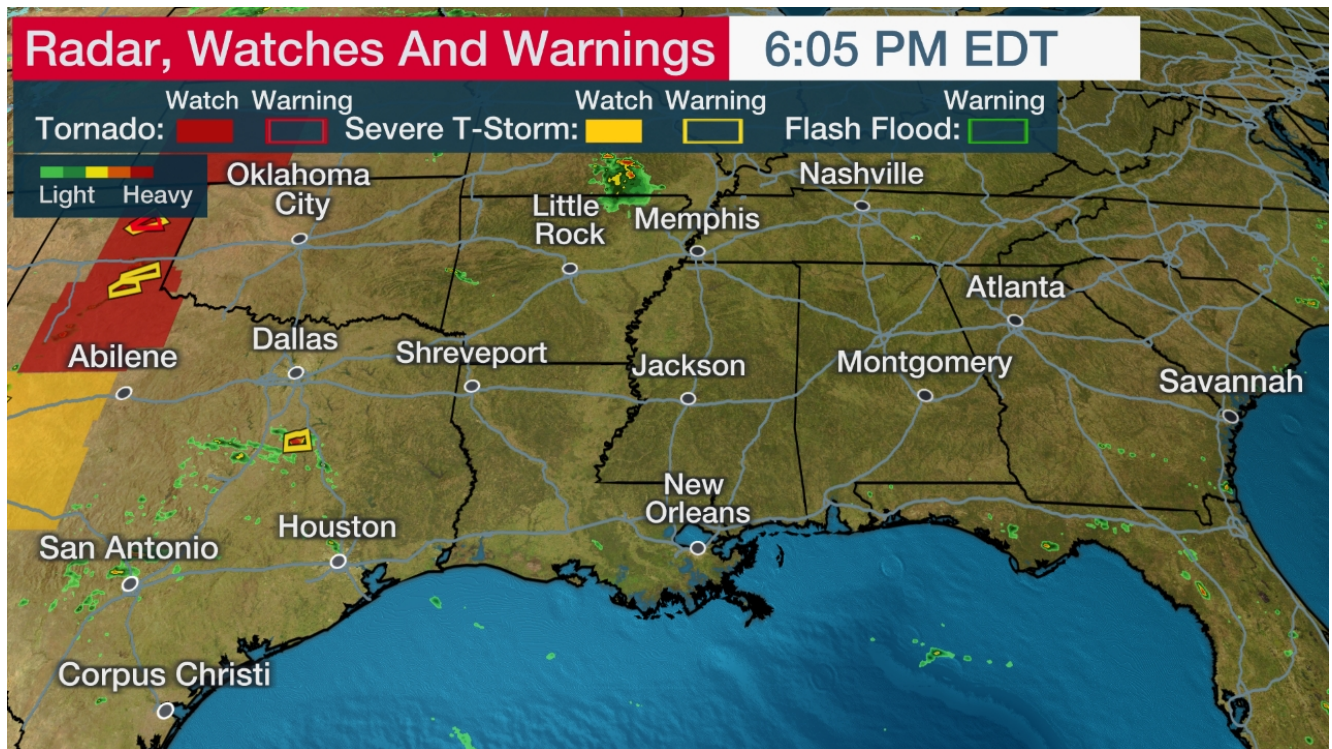 Radar, Watches And Warnings 6:05 PM EDT
Watch Warning Watch Warning Warning
Tornado: Severe T-Storm: Flash Flood:
Light Heavy
Oklahoma
City
Nashville
Little
Rock
Memphis
Atlanta
Abilene
Dallas
Shreveport
Jackson
Montgomery
Savannah
New
Orleans
Houston
San Antonio
Corpus Christi